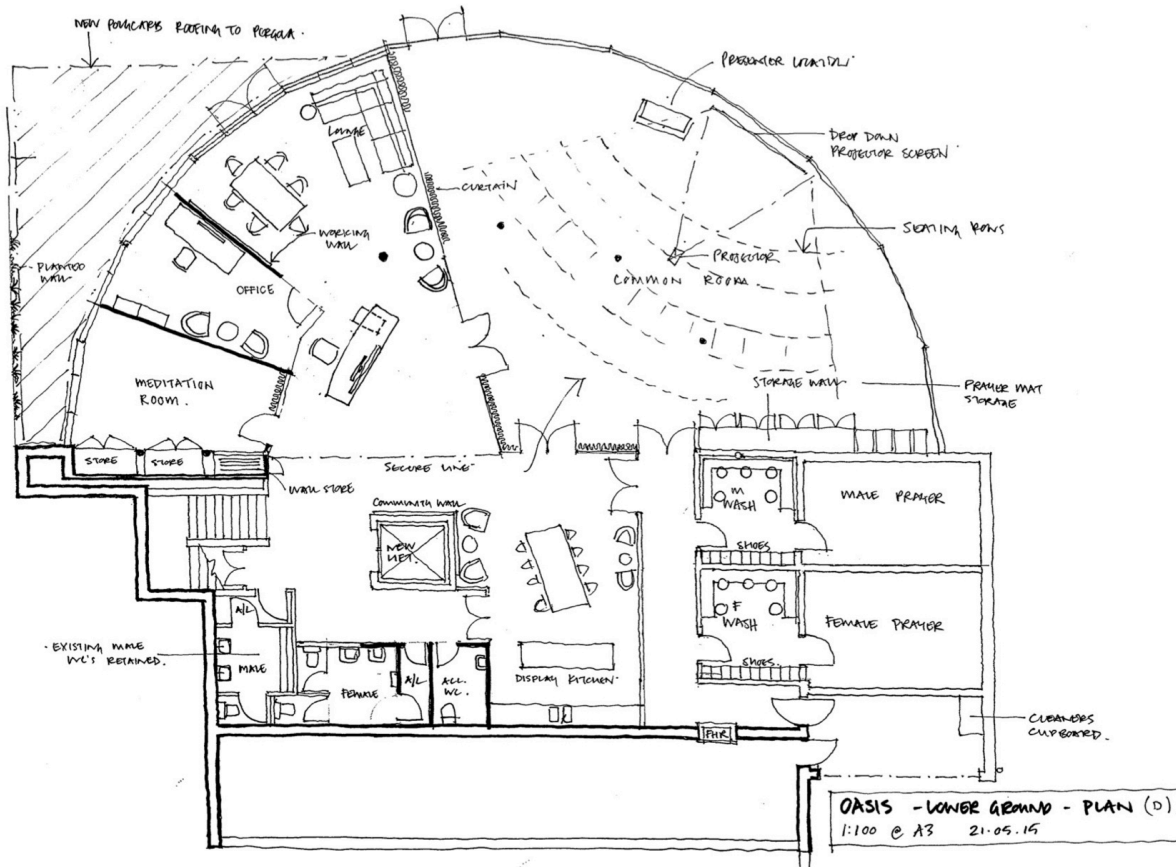 NEW POLYCARB ROOFING TO PERGOLA.
PRESENTER LOCATION
DROP DOWN
PROJECTOR SCREEN
LOUNGE
CURTAIN
SEATING ROWS
WORKING
WALL
PROJECTOR
COMMON ROOM.
PLANTED
WALL
OFFICE
MEDITATION
ROOM.
STORAGE WALL
PRAYER MAT
STORAGE
STORE
STORE
SECURE LINE
WALL STORE
COMMUNITY WALL
M
WASH
MALE PRAYER
NEW
LIFT.
SHOES
F
WASH
FEMALE PRAYER
A/L
EXISTING MALE
WC'S RETAINED.
MALE
SHOES.
FEMALE
A/L
ACC.
WC.
DISPLAY KITCHEN
FHR
CLEANERS
CUPBOARD.
OASIS - LOWER GROUND - PLAN (D)
1:100 @ A3 21.05.15